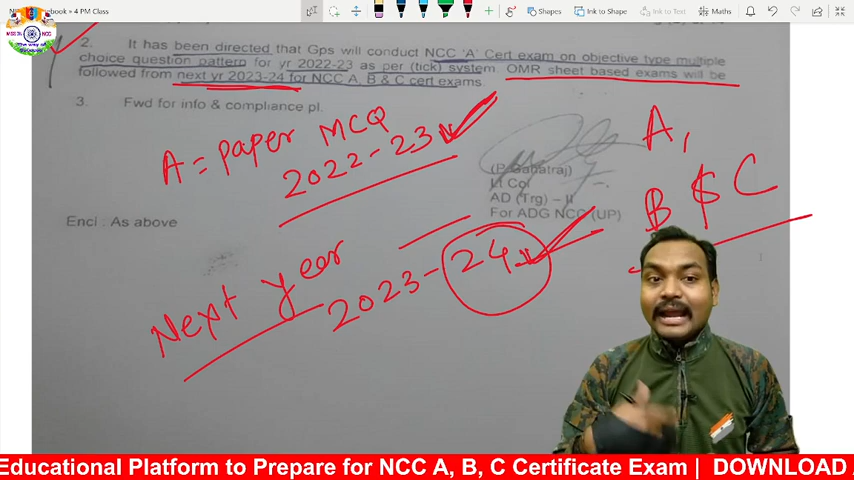 ebook > 4 PM Class
Shapes
Ink to Shape
Ink to Text
Maths
2. It has been directed that Gps will conduct NCC 'A' Cert exam on objective type multiple
choice question pattern for yr 2022-23 as per (tick) system. OMR sheet based exams will be
followed from next yr 2023-24 for NCC A, B & C cert exams.
3. Fwd for info & compliance pl.
A = Paper MCQ
2022-23
A,
B $ C
Lt Col
AD (Trg) - II
For ADG NCC (UP)
Encl : As above
Next year
2023-24
Educational Platform to Prepare for NCC A, B, C Certificate Exam | DOWNLOAD